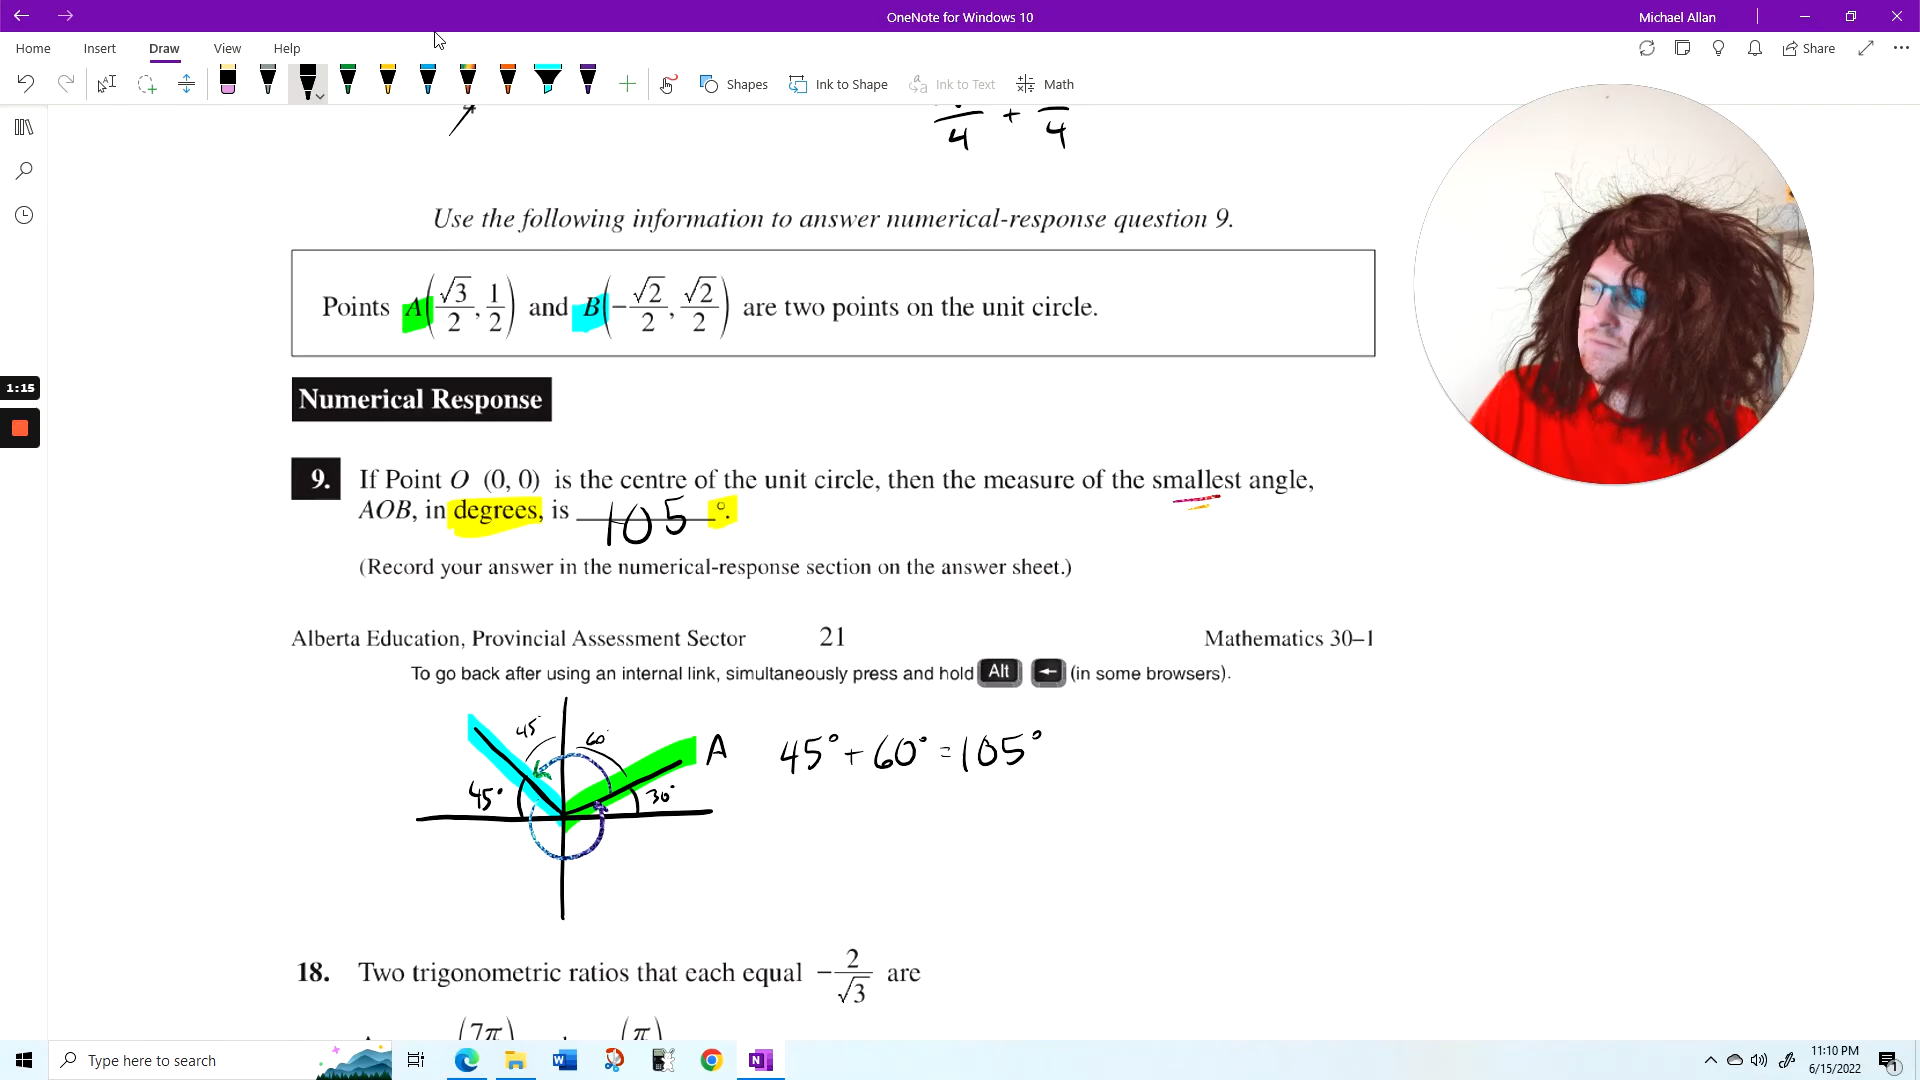 OneNote for Windows 10
Michael Allan
Home Insert Draw View Help
Share
Shapes Ink to Shape Ink to Text Math
4 + 4
Use the following information to answer numerical-response question 9.
Points A(√3/2, 1/2) and B(−√2/2, √2/2) are two points on the unit circle.
1:15
Numerical Response
9. If Point O (0, 0) is the centre of the unit circle, then the measure of the smallest angle,
AOB, in degrees, is 105°.
(Record your answer in the numerical-response section on the answer sheet.)
Alberta Education, Provincial Assessment Sector 21 Mathematics 30–1
To go back after using an internal link, simultaneously press and hold Alt ← (in some browsers).
45° 60° A 45° + 60° = 105°
45° 30°
18. Two trigonometric ratios that each equal −2/√3 are
(7π) (π)
Type here to search
11:10 PM
6/15/2022
1